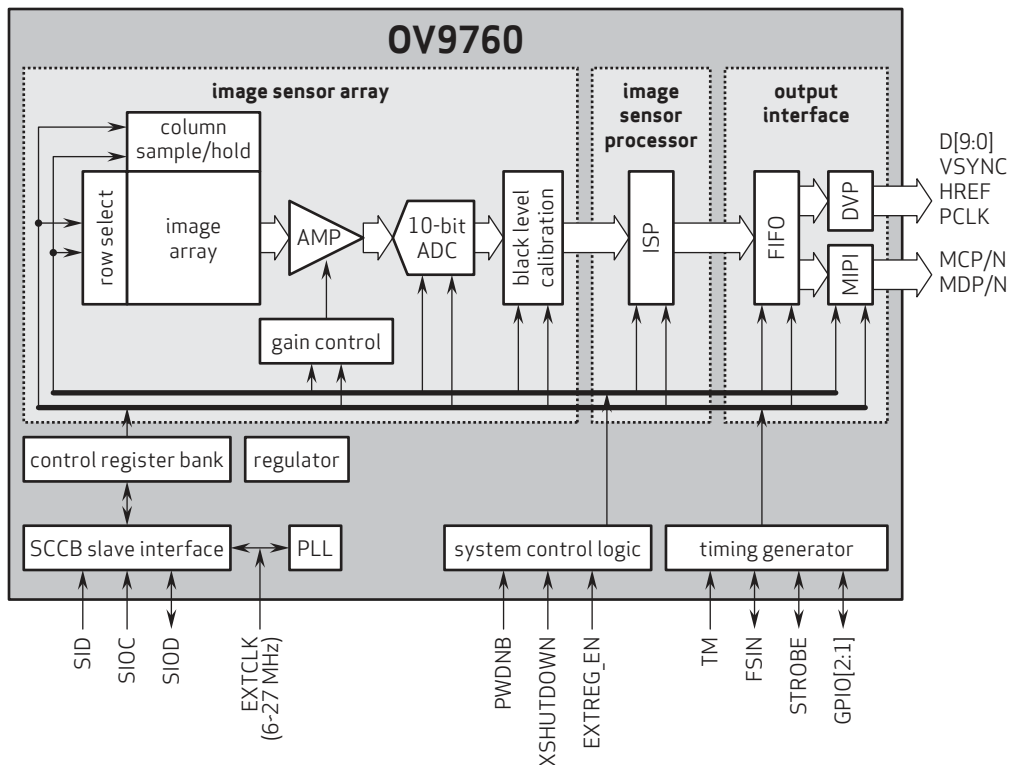 OV9760
image sensor array
image
sensor
processor
output
interface
column
sample/hold
row select
image
array
AMP
10-bit
ADC
black level
calibration
ISP
FIFO
DVP
MIPI
D[9:0]
VSYNC
HREF
PCLK
MCP/N
MDP/N
gain control
control register bank
regulator
SCCB slave interface
PLL
system control logic
timing generator
SID
SIOC
SIOD
EXTCLK
(6-27 MHz)
PWDNB
XSHUTDOWN
EXTREG_EN
TM
FSIN
STROBE
GPIO[2:1]